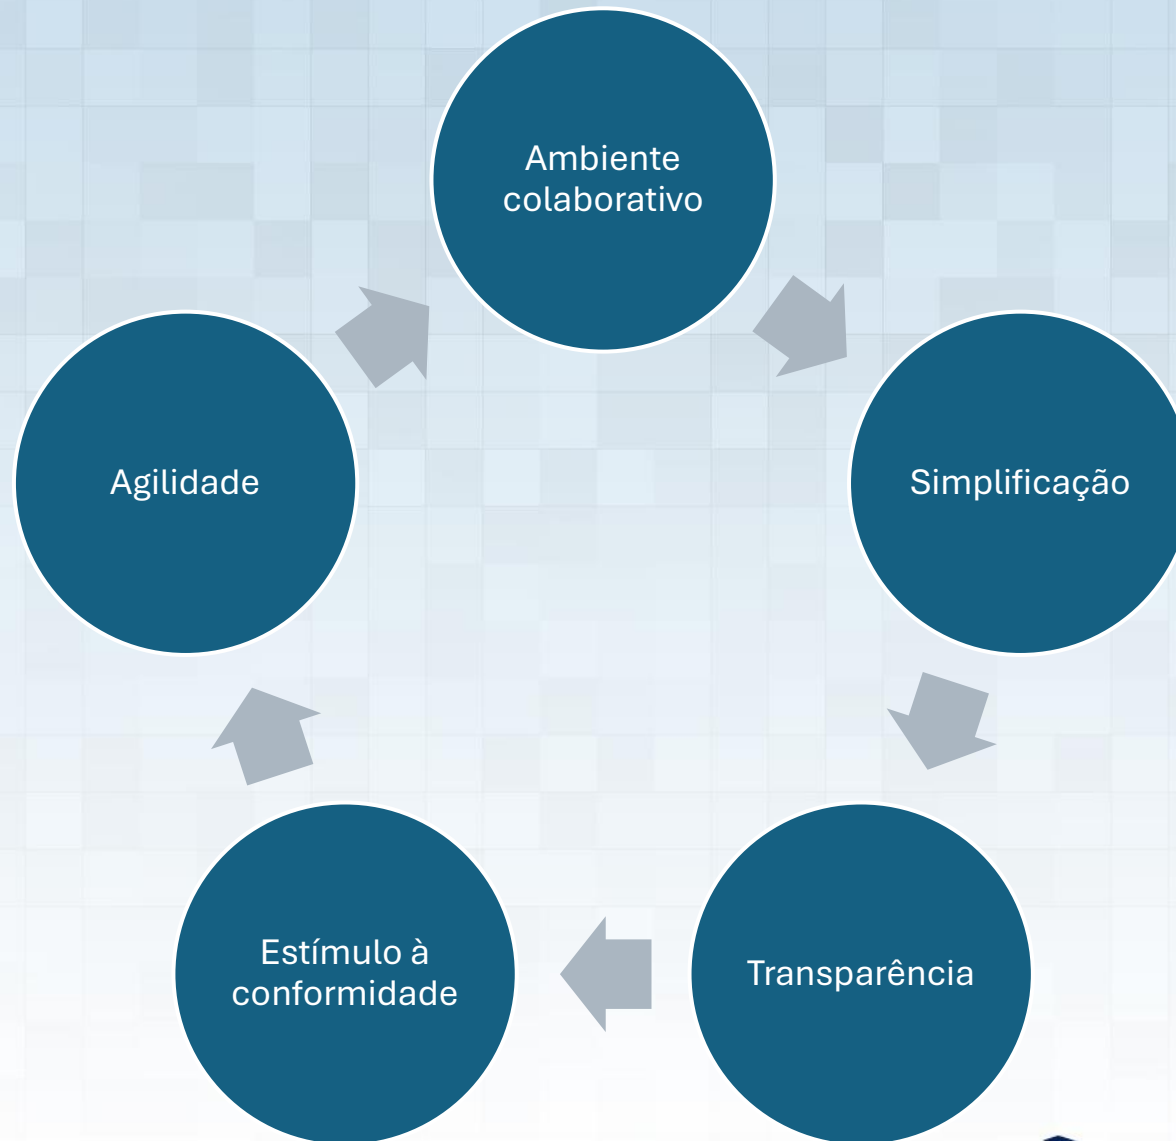 Ambiente
colaborativo
Agilidade
Simplificação
Estímulo à
conformidade
Transparência